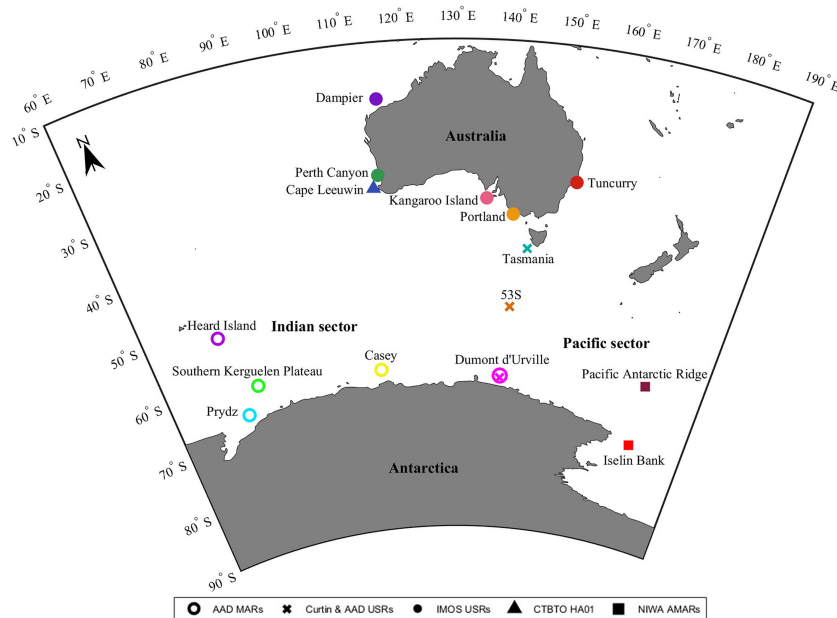 60° E
70° E
80° E
90° E
100° E
110° E
120° E
130° E
140° E
150° E
160° E
170° E
180° E
190° E
10° S
20° S
30° S
40° S
50° S
60° S
70° S
80° S
90° S
N
Dampier
Australia
Perth Canyon
Cape Leeuwin
Kangaroo Island
Portland
Tuncurry
Tasmania
53S
Heard Island
Indian sector
Pacific sector
Southern Kerguelen Plateau
Casey
Dumont d'Urville
Pacific Antarctic Ridge
Prydz
Iselin Bank
Antarctica
AAD MARs
Curtin & AAD USRs
IMOS USRs
CTBTO HA01
NIWA AMARs